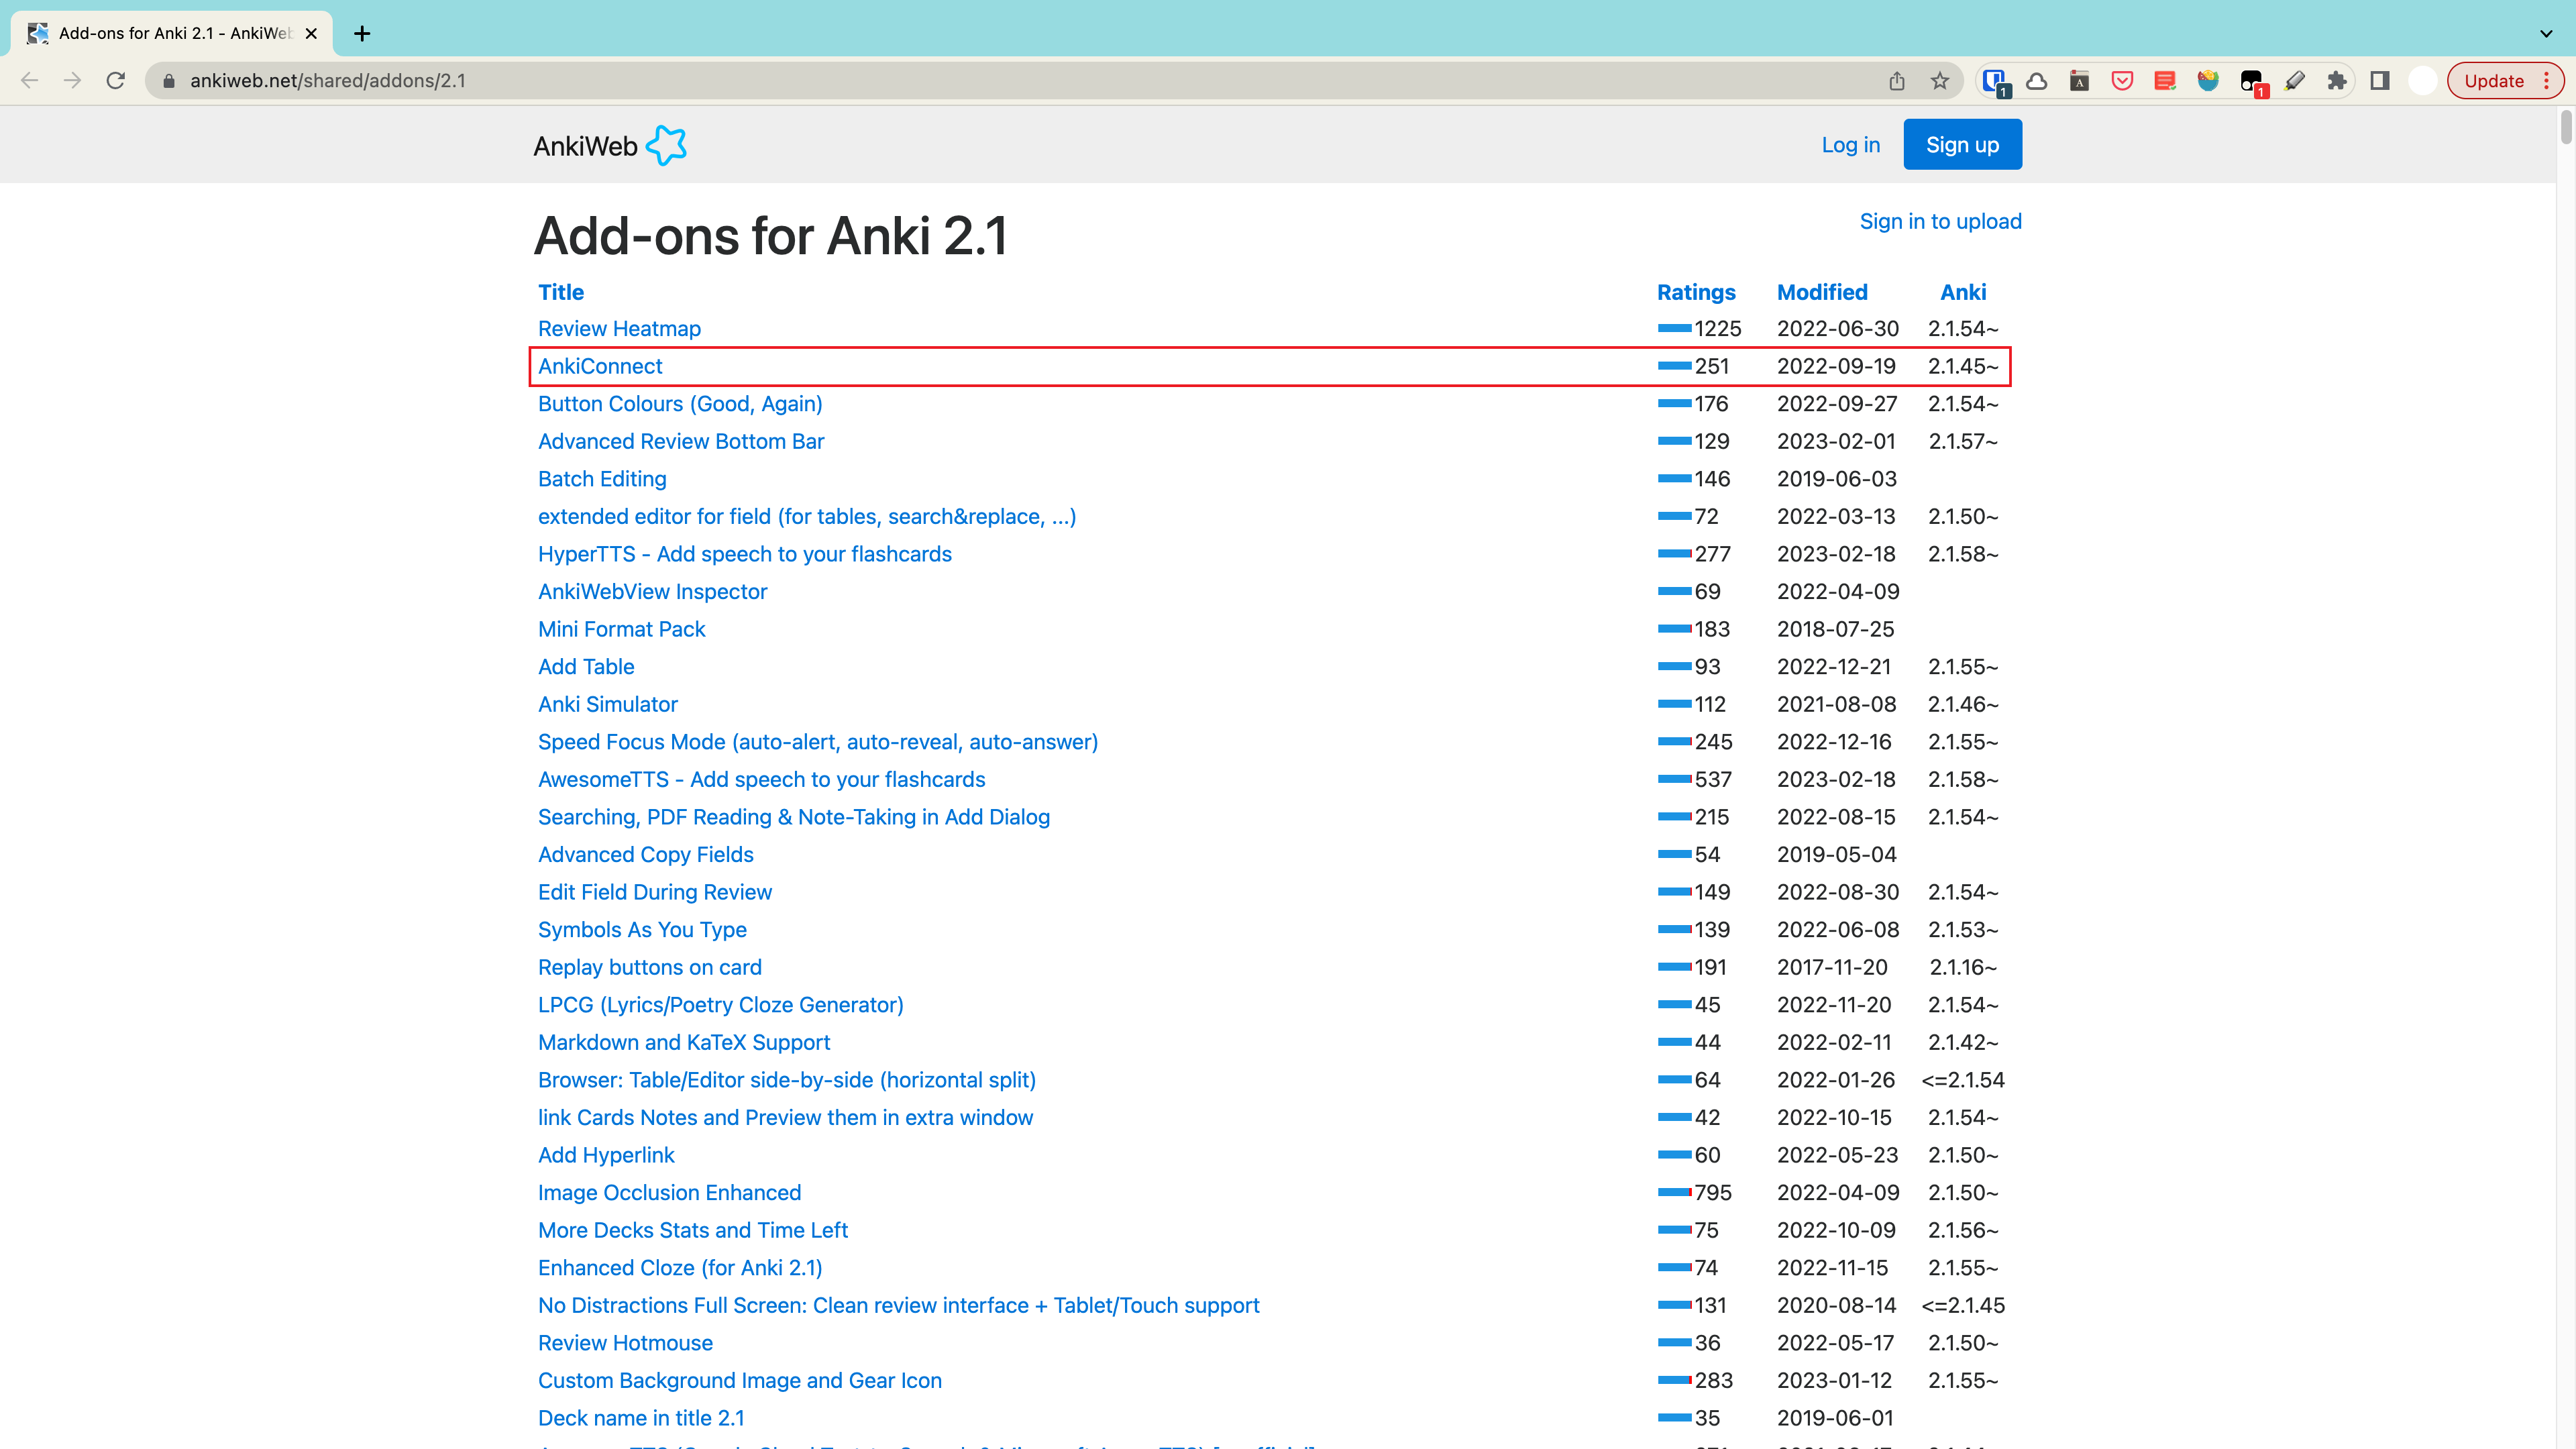 Add-ons for Anki 2.1 - AnkiWeb
ankiweb.net/shared/addons/2.1
A
1
1
Update
AnkiWeb
Log in
Sign up
Add-ons for Anki 2.1
Sign in to upload
Title Ratings Modified Anki
Review Heatmap 1225 2022-06-30 2.1.54~
AnkiConnect 251 2022-09-19 2.1.45~
Button Colours (Good, Again) 176 2022-09-27 2.1.54~
Advanced Review Bottom Bar 129 2023-02-01 2.1.57~
Batch Editing 146 2019-06-03
extended editor for field (for tables, search&replace, ...) 72 2022-03-13 2.1.50~
HyperTTS - Add speech to your flashcards 277 2023-02-18 2.1.58~
AnkiWebView Inspector 69 2022-04-09
Mini Format Pack 183 2018-07-25
Add Table 93 2022-12-21 2.1.55~
Anki Simulator 112 2021-08-08 2.1.46~
Speed Focus Mode (auto-alert, auto-reveal, auto-answer) 245 2022-12-16 2.1.55~
AwesomeTTS - Add speech to your flashcards 537 2023-02-18 2.1.58~
Searching, PDF Reading & Note-Taking in Add Dialog 215 2022-08-15 2.1.54~
Advanced Copy Fields 54 2019-05-04
Edit Field During Review 149 2022-08-30 2.1.54~
Symbols As You Type 139 2022-06-08 2.1.53~
Replay buttons on card 191 2017-11-20 2.1.16~
LPCG (Lyrics/Poetry Cloze Generator) 45 2022-11-20 2.1.54~
Markdown and KaTeX Support 44 2022-02-11 2.1.42~
Browser: Table/Editor side-by-side (horizontal split) 64 2022-01-26 <=2.1.54
link Cards Notes and Preview them in extra window 42 2022-10-15 2.1.54~
Add Hyperlink 60 2022-05-23 2.1.50~
Image Occlusion Enhanced 795 2022-04-09 2.1.50~
More Decks Stats and Time Left 75 2022-10-09 2.1.56~
Enhanced Cloze (for Anki 2.1) 74 2022-11-15 2.1.55~
No Distractions Full Screen: Clean review interface + Tablet/Touch support 131 2020-08-14 <=2.1.45
Review Hotmouse 36 2022-05-17 2.1.50~
Custom Background Image and Gear Icon 283 2023-01-12 2.1.55~
Deck name in title 2.1 35 2019-06-01